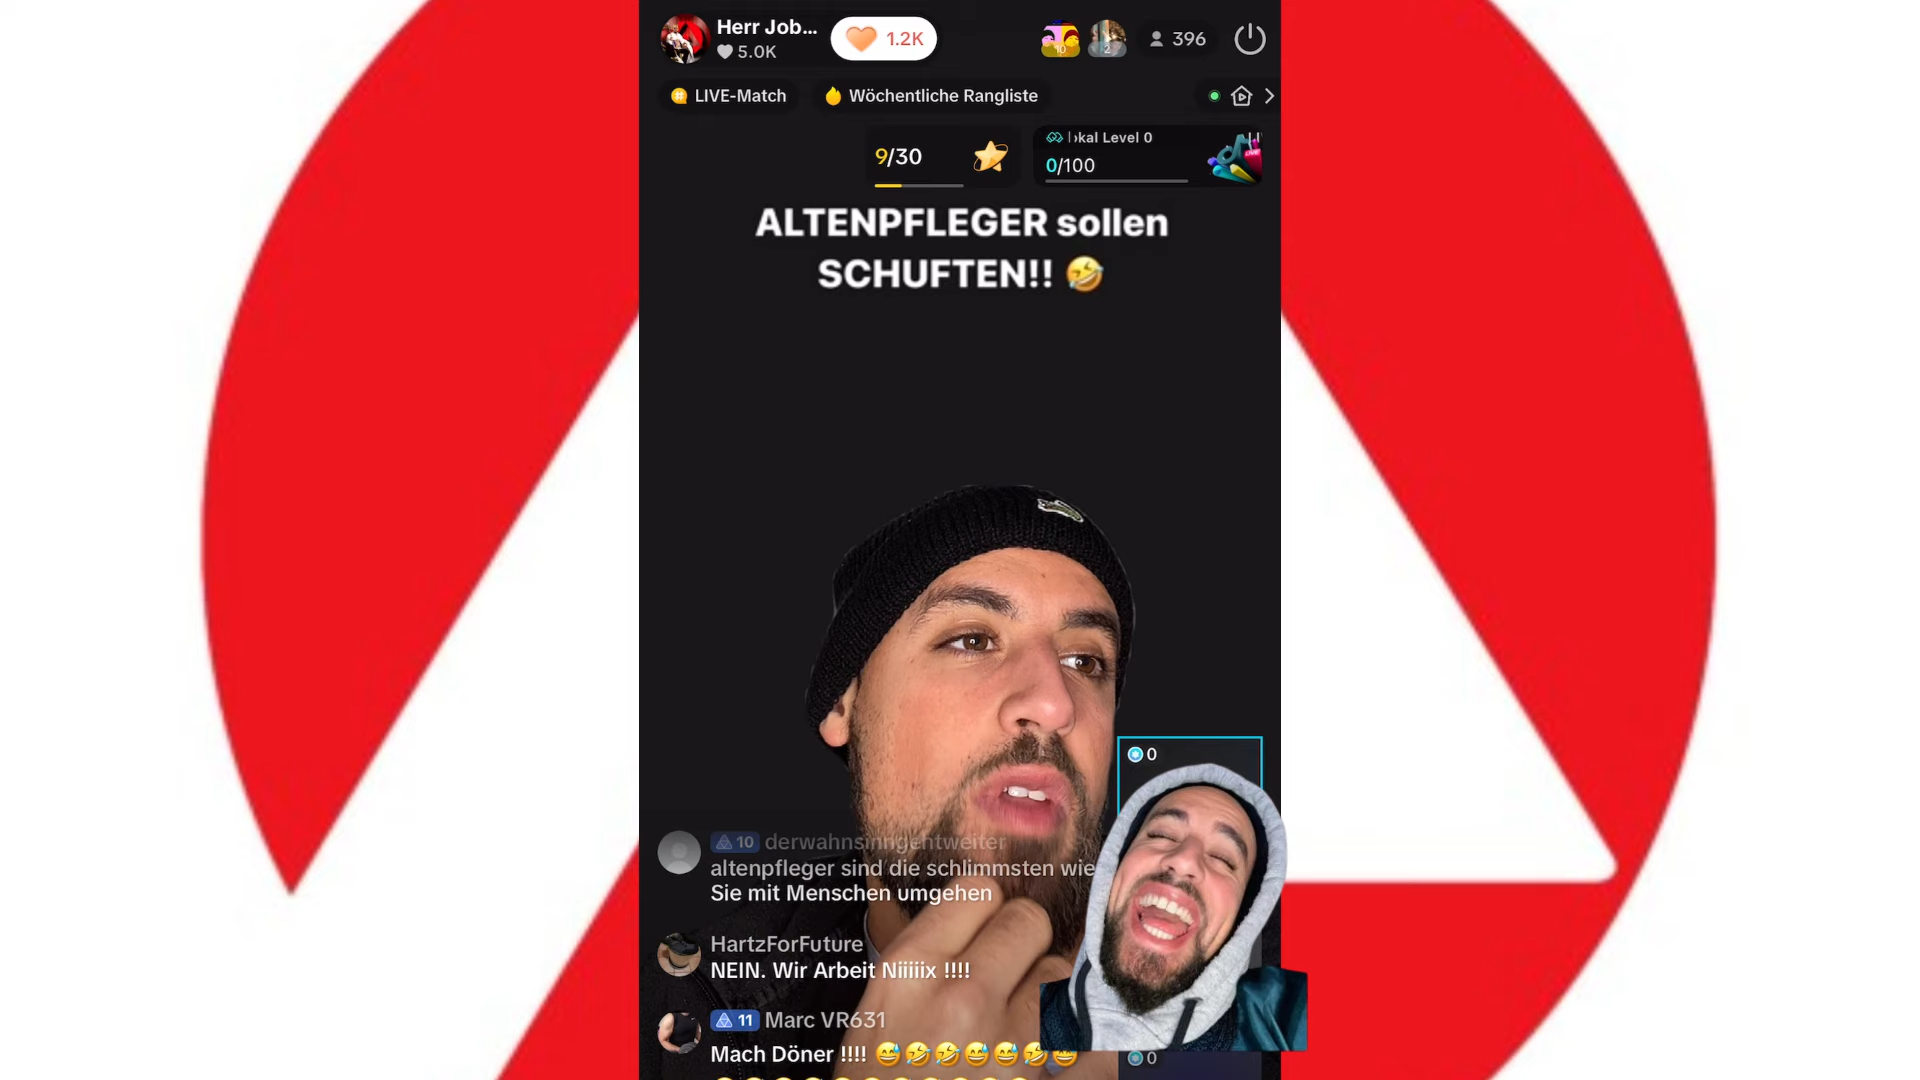 Herr Job...
5.0K
1.2K
10
2
396
LIVE-Match
Wöchentliche Rangliste
9/30
kal Level 0
0/100
ALTENPFLEGER sollen
SCHUFTEN!! 🤣
0
10 derwahnsinngehtweiter
altenpfleger sind die schlimmsten wie
Sie mit Menschen umgehen
HartzForFuture
NEIN. Wir Arbeit Niiiiix !!!!
11 Marc VR631
Mach Döner !!!! 😅🤣🤣😅😅🤣😅
0